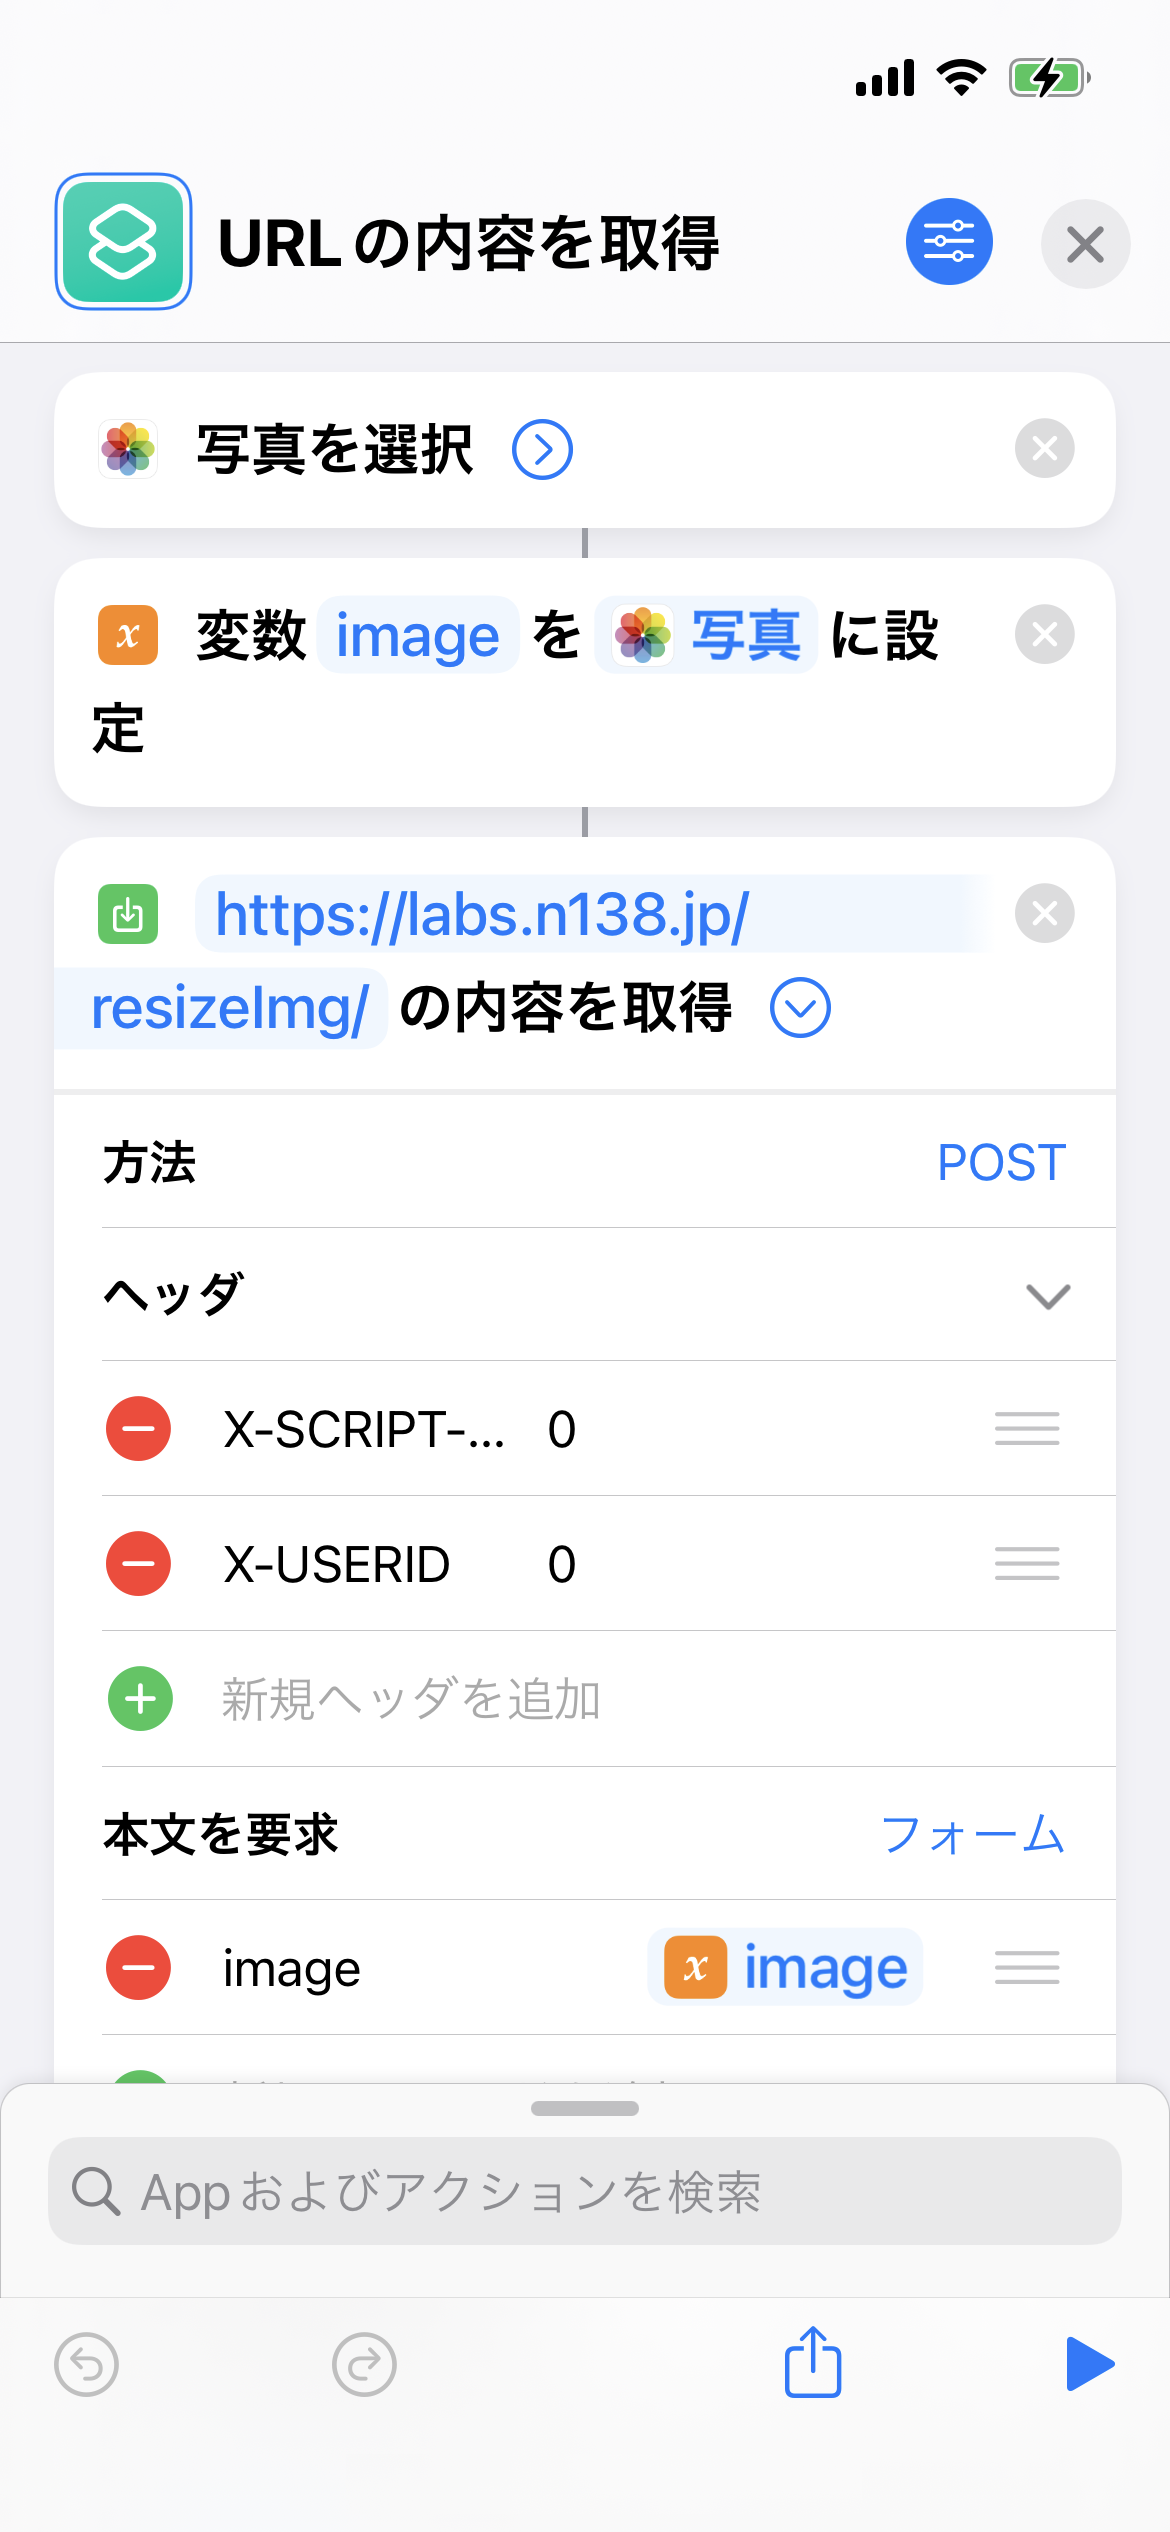 URLの内容を取得
写真を選択
変数 image を 写真 に設
定
https://labs.n138.jp/
resizeImg/ の内容を取得
方法 POST
ヘッダ
X-SCRIPT-... 0
X-USERID 0
新規ヘッダを追加
本文を要求 フォーム
image image
Appおよびアクションを検索